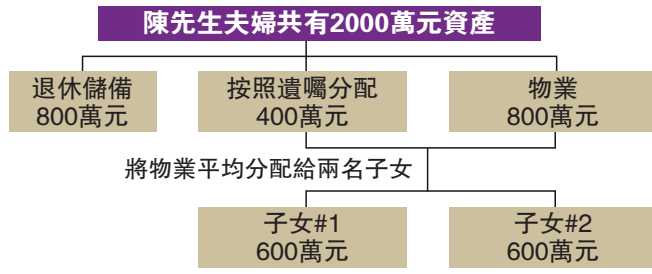 陳先生夫婦共有2000萬元資產
退休儲備
800萬元
按照遺囑分配
400萬元
物業
800萬元
將物業平均分配給兩名子女
子女#1
600萬元
子女#2
600萬元